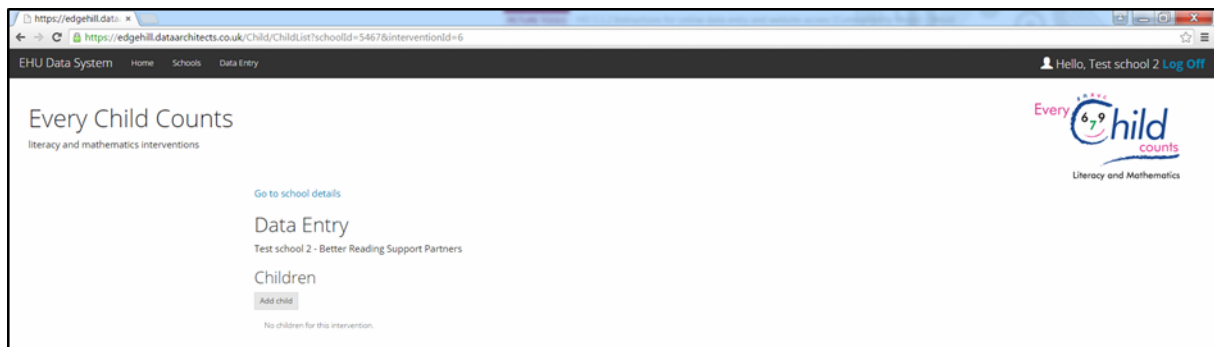 https://edgehill.data
https://edgehill.dataarchitects.co.uk/Child/ChildList?schoolId=5467&interventionId=6
EHU Data System Home Schools Data Entry
Hello, Test school 2 Log Off
Every Child Counts
literacy and mathematics interventions
Every Child counts
6 7 9
Literacy and Mathematics
Go to school details
Data Entry
Test school 2 - Better Reading Support Partners
Children
Add child
No children for this intervention.